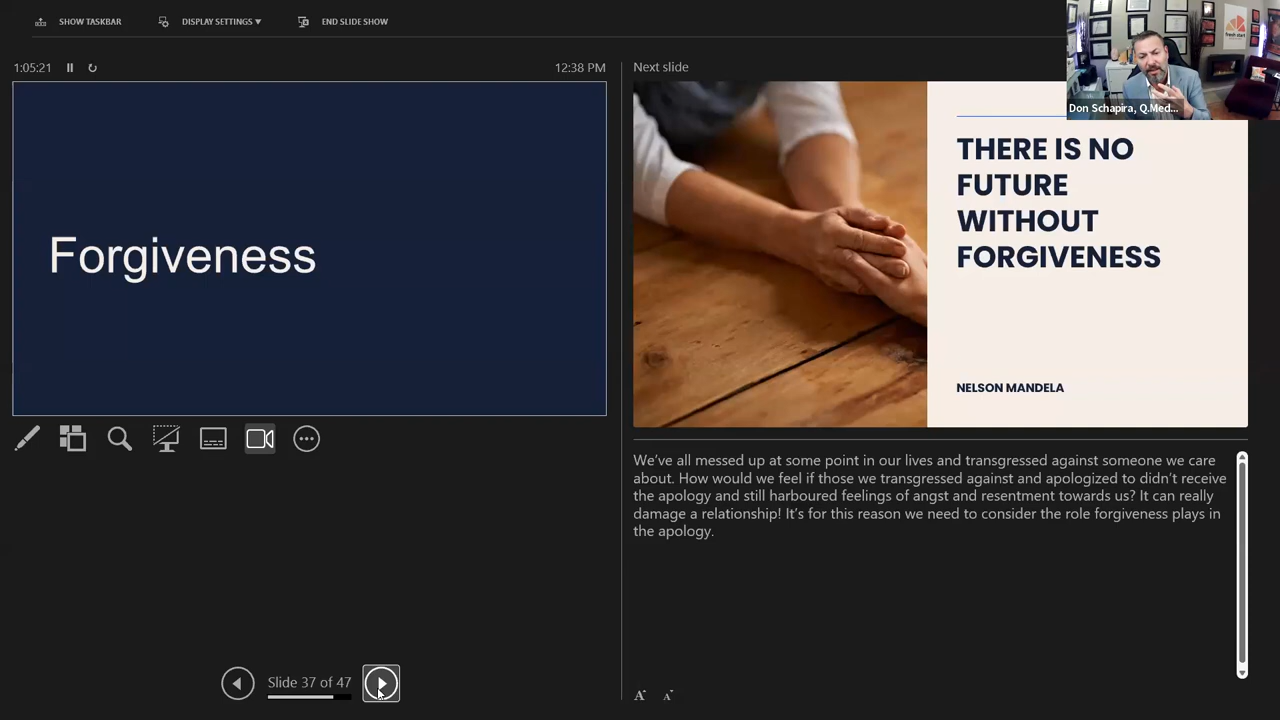 SHOW TASKBAR
DISPLAY SETTINGS ▼
END SLIDE SHOW
1:05:21
12:38 PM
Forgiveness
Slide 37 of 47
Next slide
fresh start
Don Schapira, Q.Med...
THERE IS NO
FUTURE
WITHOUT
FORGIVENESS
NELSON MANDELA
We've all messed up at some point in our lives and transgressed against someone we care
about. How would we feel if those we transgressed against and apologized to didn't receive
the apology and still harboured feelings of angst and resentment towards us? It can really
damage a relationship! It's for this reason we need to consider the role forgiveness plays in
the apology.
A A